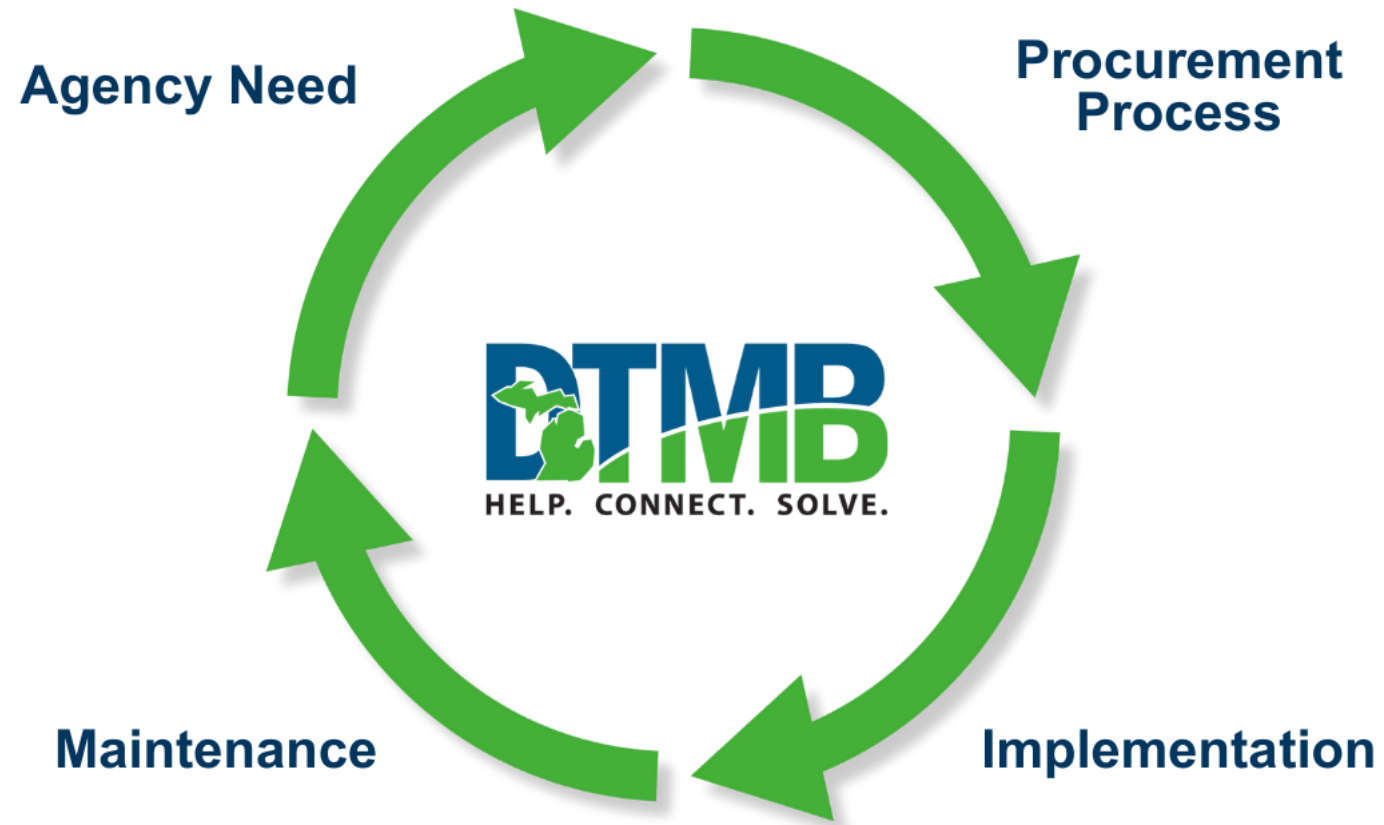 Agency Need
Procurement
Process
DTMB
HELP. CONNECT. SOLVE.
Maintenance
Implementation